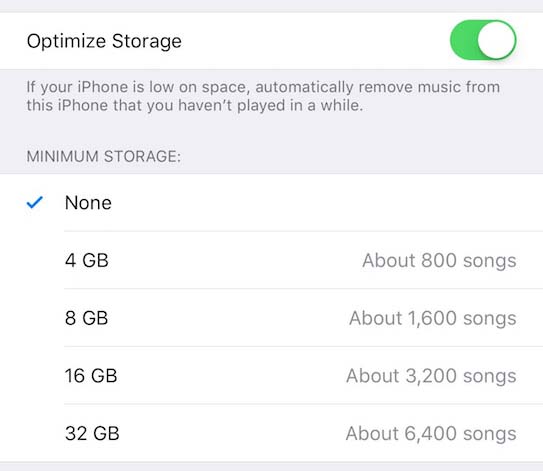 Optimize Storage
If your iPhone is low on space, automatically remove music from
this iPhone that you haven’t played in a while.
MINIMUM STORAGE:
None
4 GB About 800 songs
8 GB About 1,600 songs
16 GB About 3,200 songs
32 GB About 6,400 songs